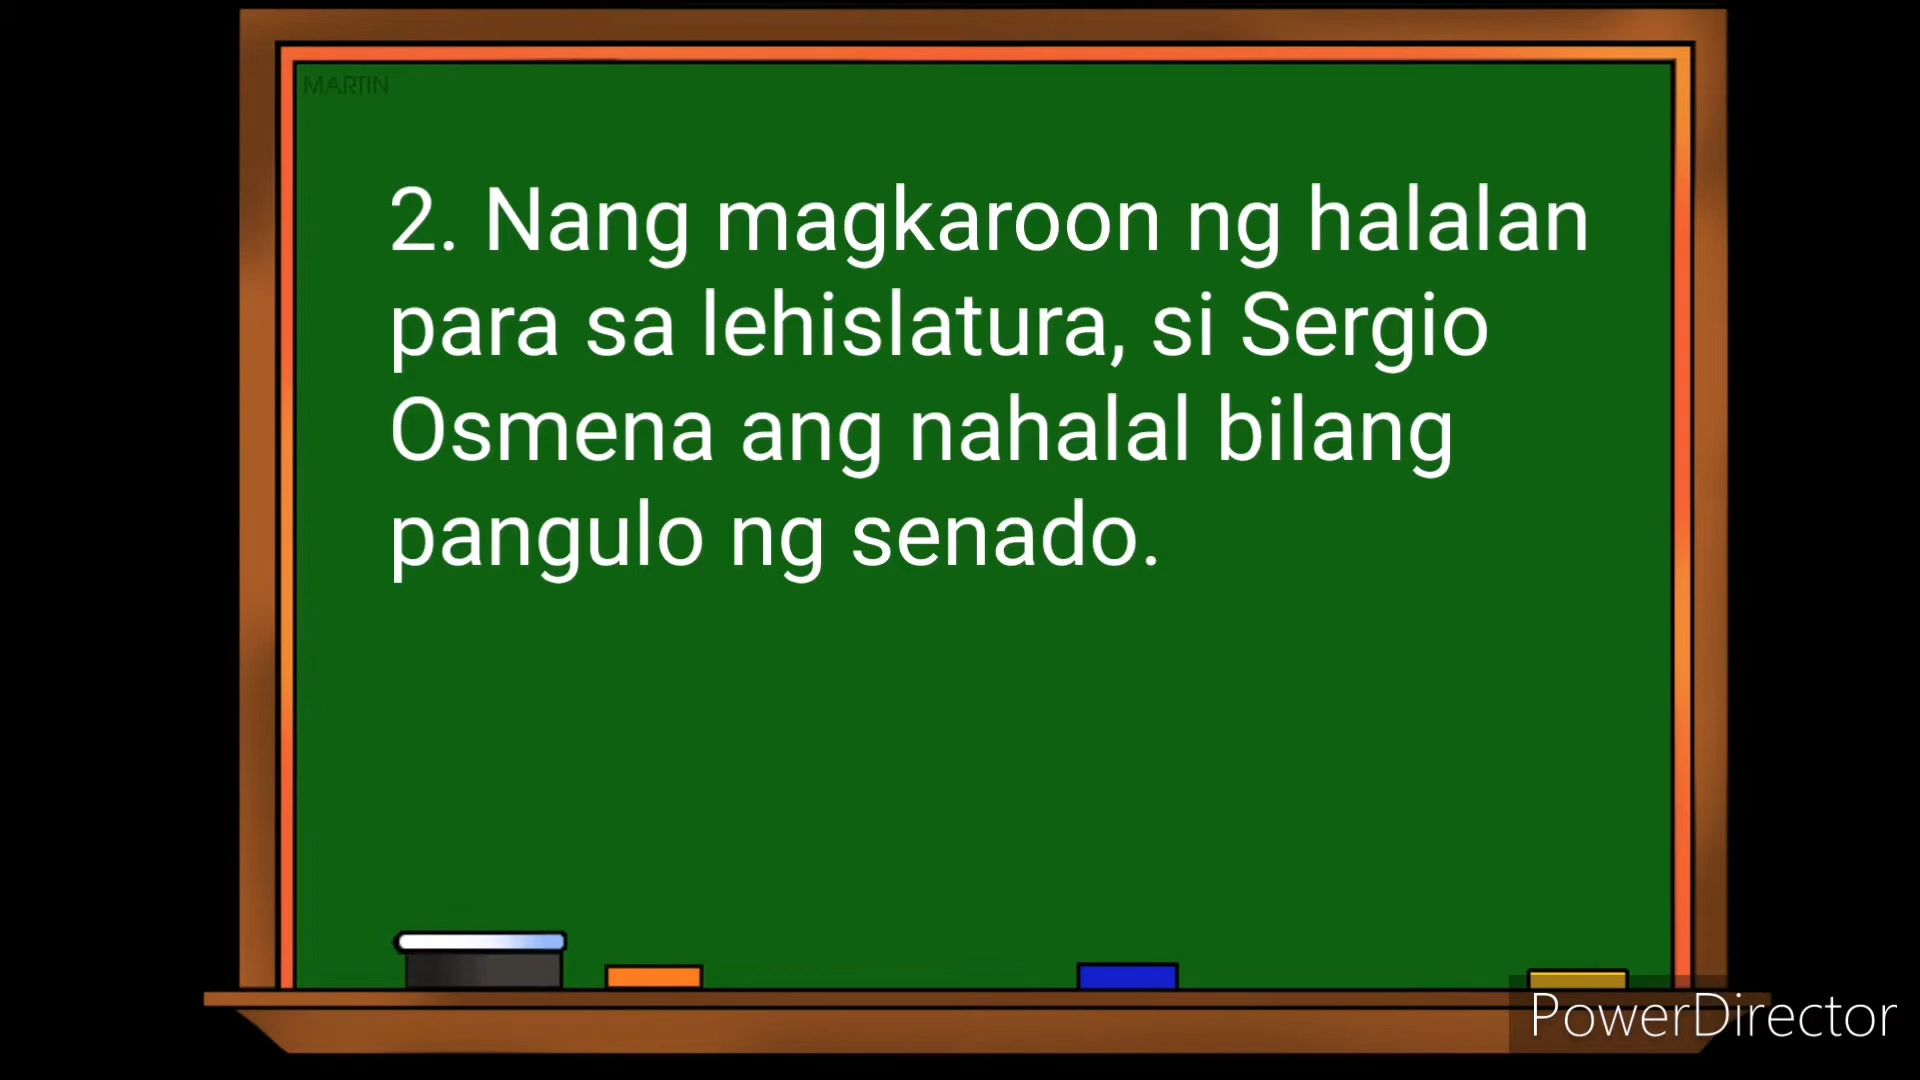 MARTIN
2. Nang magkaroon ng halalan
para sa lehislatura, si Sergio
Osmena ang nahalal bilang
pangulo ng senado.
PowerDirector